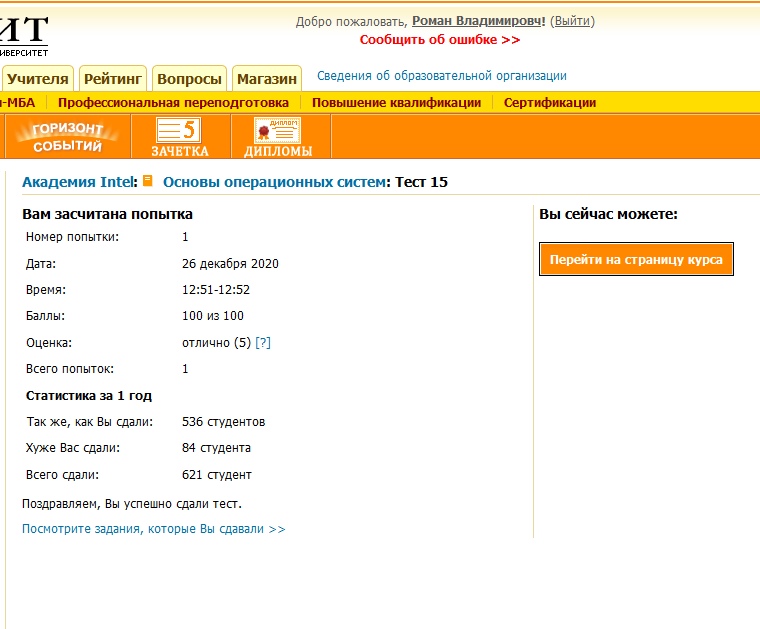 ИТ
Добро пожаловать, Роман Владимировч! (Выйти)
ИВЕРСИТЕТ
Сообщить об ошибке >>
Учителя Рейтинг Вопросы Магазин Сведения об образовательной организации
-МБА Профессиональная переподготовка Повышение квалификации Сертификации
ГОРИЗОНТ
СОБЫТИЙ
5
ЗАЧЕТКА
ДИПЛОМ
ДИПЛОМЫ
Академия Intel: Основы операционных систем: Тест 15
Вам засчитана попытка
Номер попытки: 1
Дата: 26 декабря 2020
Время: 12:51-12:52
Баллы: 100 из 100
Оценка: отлично (5) [?]
Всего попыток: 1
Статистика за 1 год
Так же, как Вы сдали: 536 студентов
Хуже Вас сдали: 84 студента
Всего сдали: 621 студент
Поздравляем, Вы успешно сдали тест.
Посмотрите задания, которые Вы сдавали >>
Вы сейчас можете:
Перейти на страницу курса